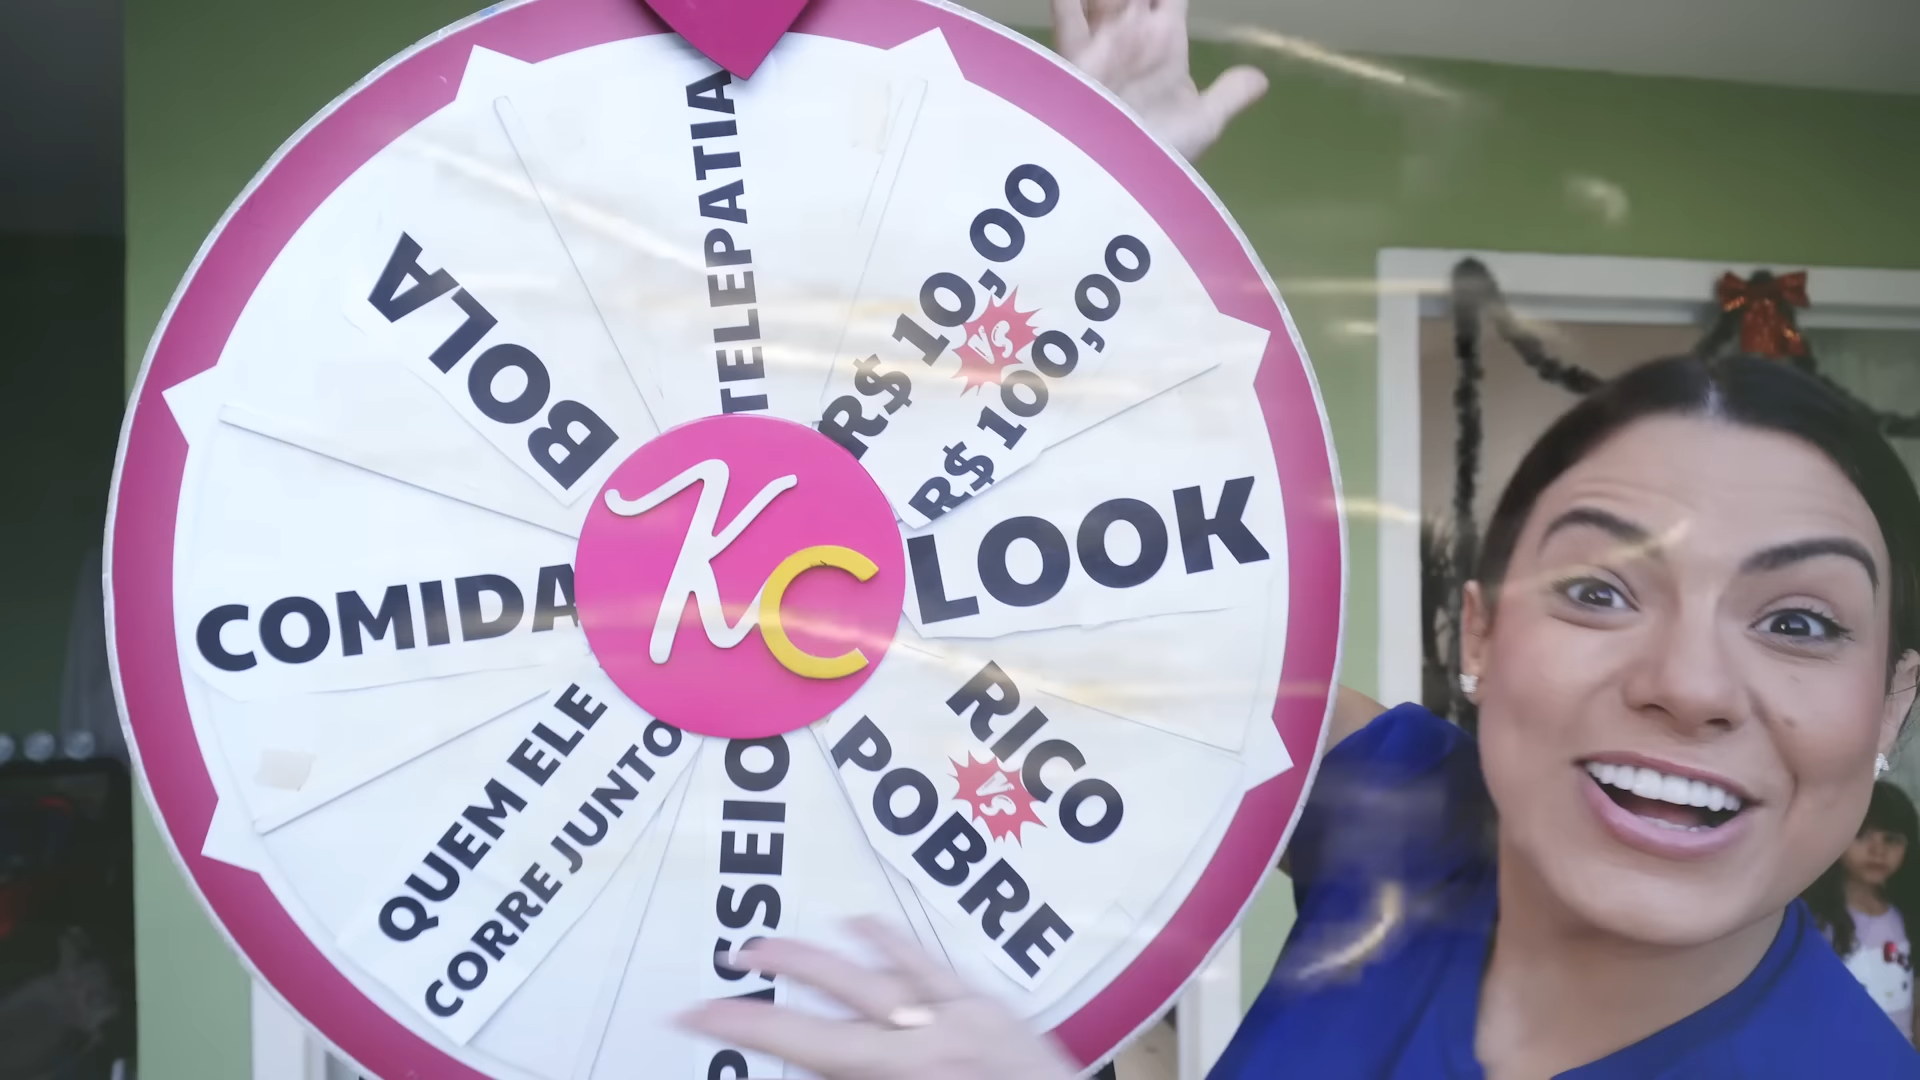 TELEPATIA
R$ 10,00
VS
R$ 100,00
LOOK
RICO
VS
POBRE
PASSEIO
QUEM ELE
CORRE JUNTO
COMIDA
BOLA
KC